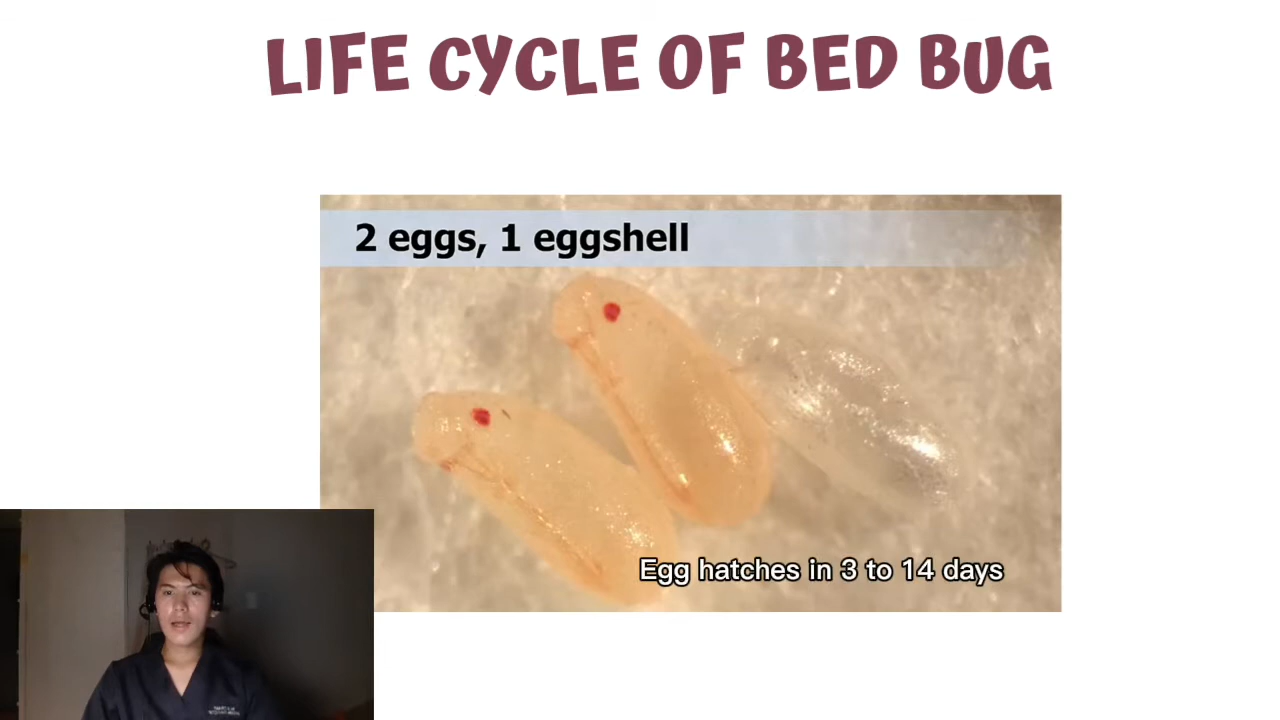 LIFE CYCLE OF BED BUG
2 eggs, 1 eggshell
Egg hatches in 3 to 14 days